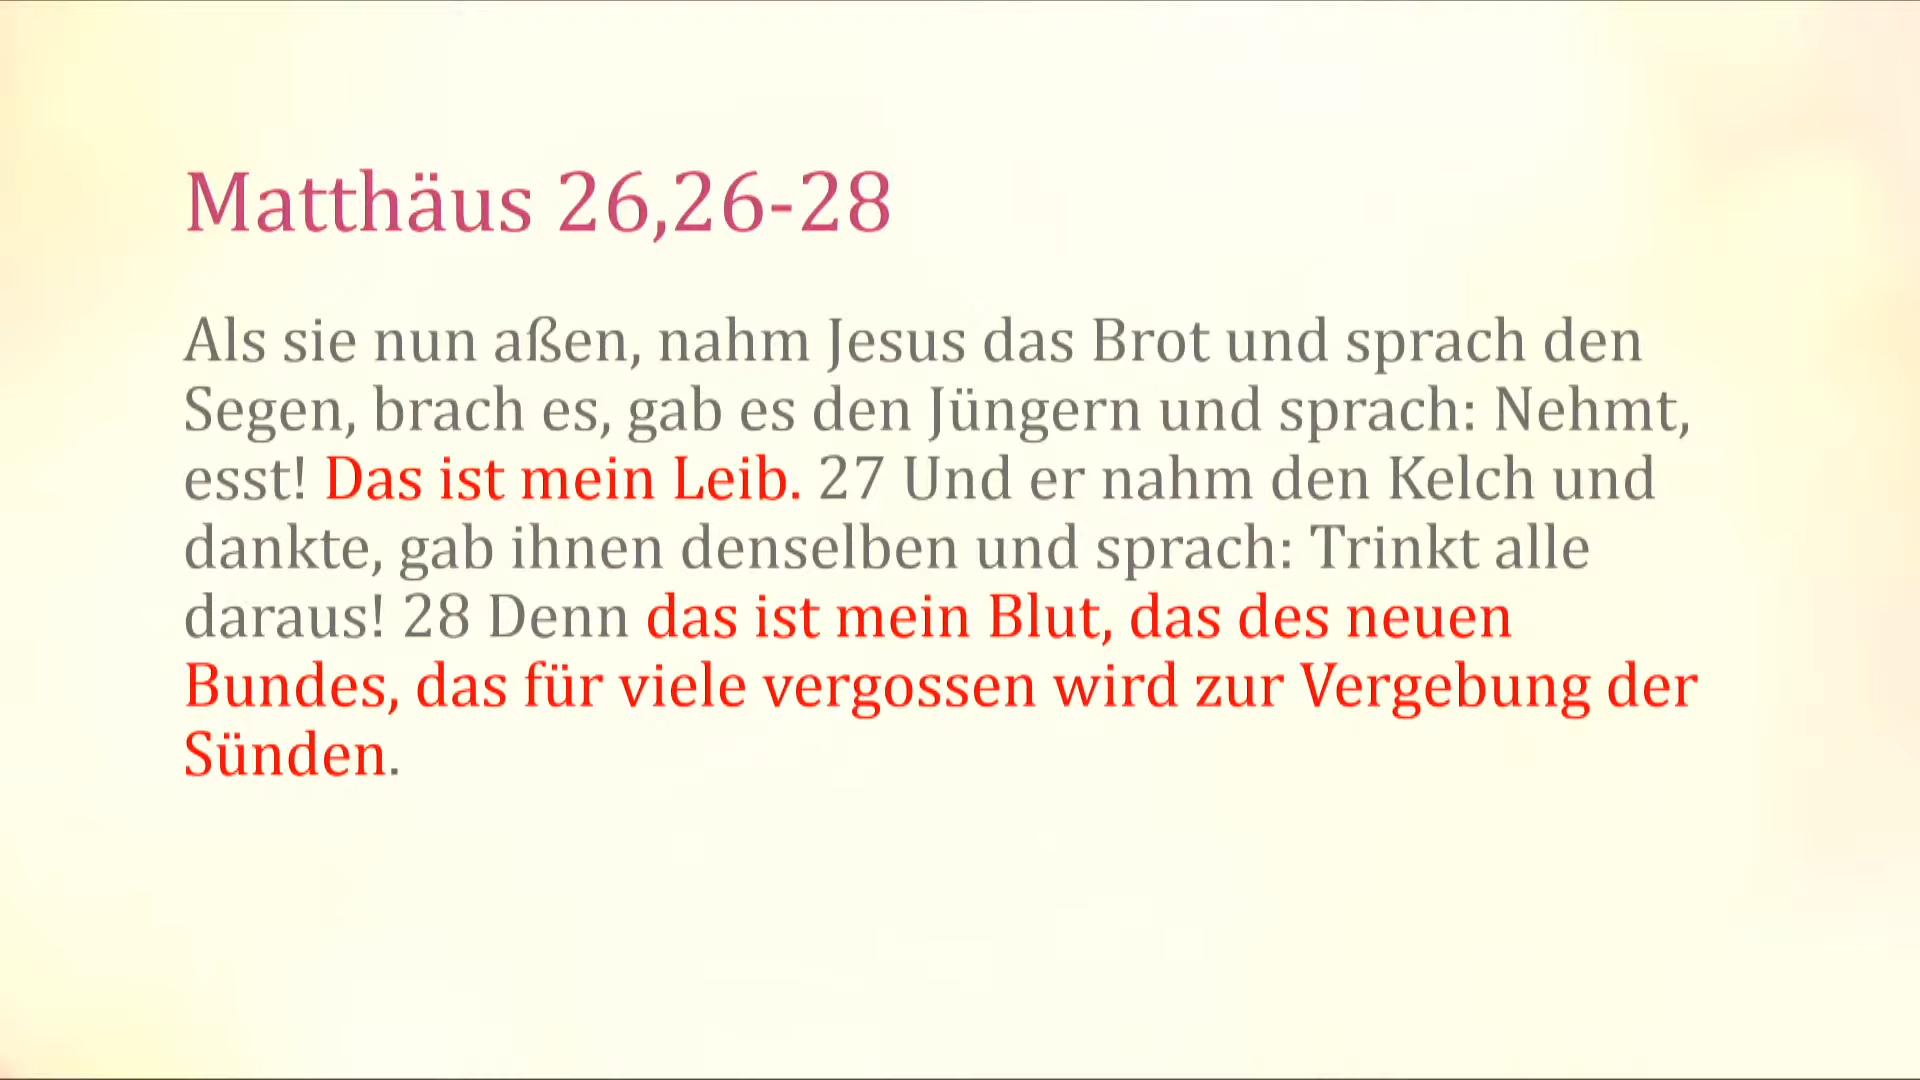 Matthäus 26,26-28
Als sie nun aßen, nahm Jesus das Brot und sprach den
Segen, brach es, gab es den Jüngern und sprach: Nehmt,
esst! Das ist mein Leib. 27 Und er nahm den Kelch und
dankte, gab ihnen denselben und sprach: Trinkt alle
daraus! 28 Denn das ist mein Blut, das des neuen
Bundes, das für viele vergossen wird zur Vergebung der
Sünden.